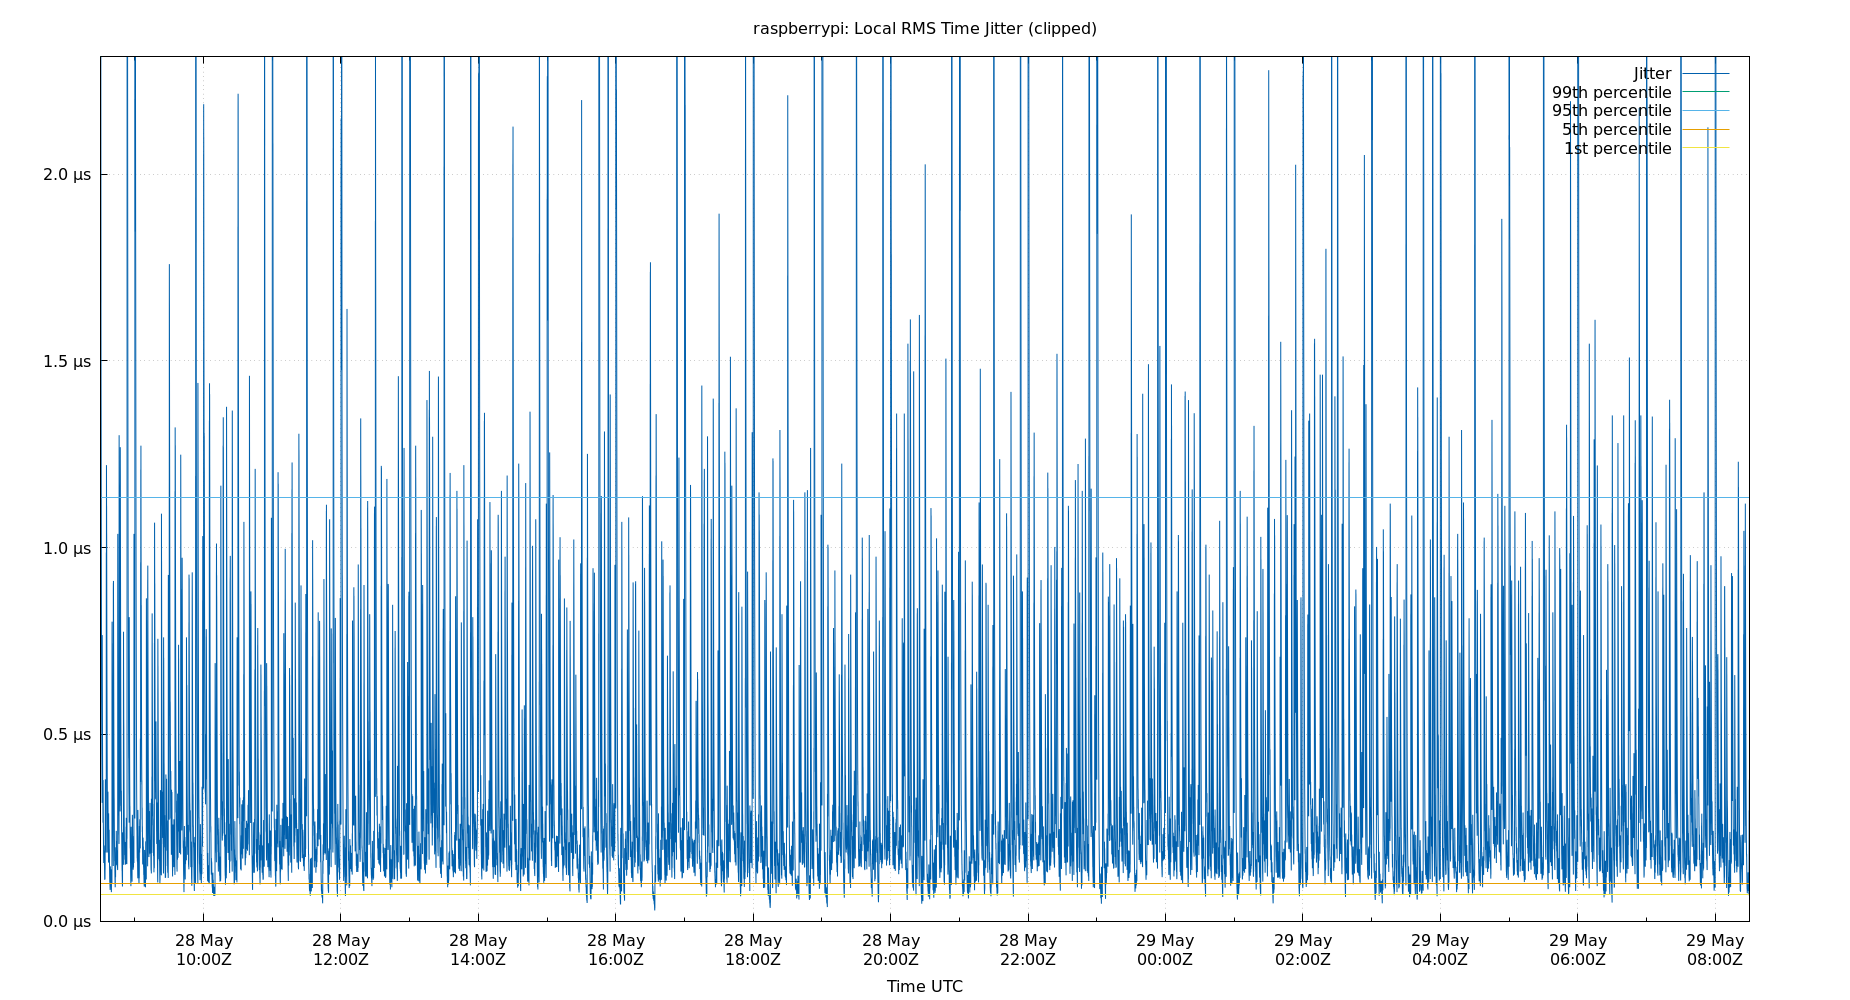 raspberrypi: Local RMS Time Jitter (clipped)
Jitter
99th percentile
95th percentile
5th percentile
1st percentile
2.0 µs
1.5 µs
1.0 µs
0.5 µs
0.0 µs
28 May 28 May 28 May 28 May 28 May 28 May 28 May 29 May 29 May 29 May 29 May 29 May
10:00Z 12:00Z 14:00Z 16:00Z 18:00Z 20:00Z 22:00Z 00:00Z 02:00Z 04:00Z 06:00Z 08:00Z
Time UTC